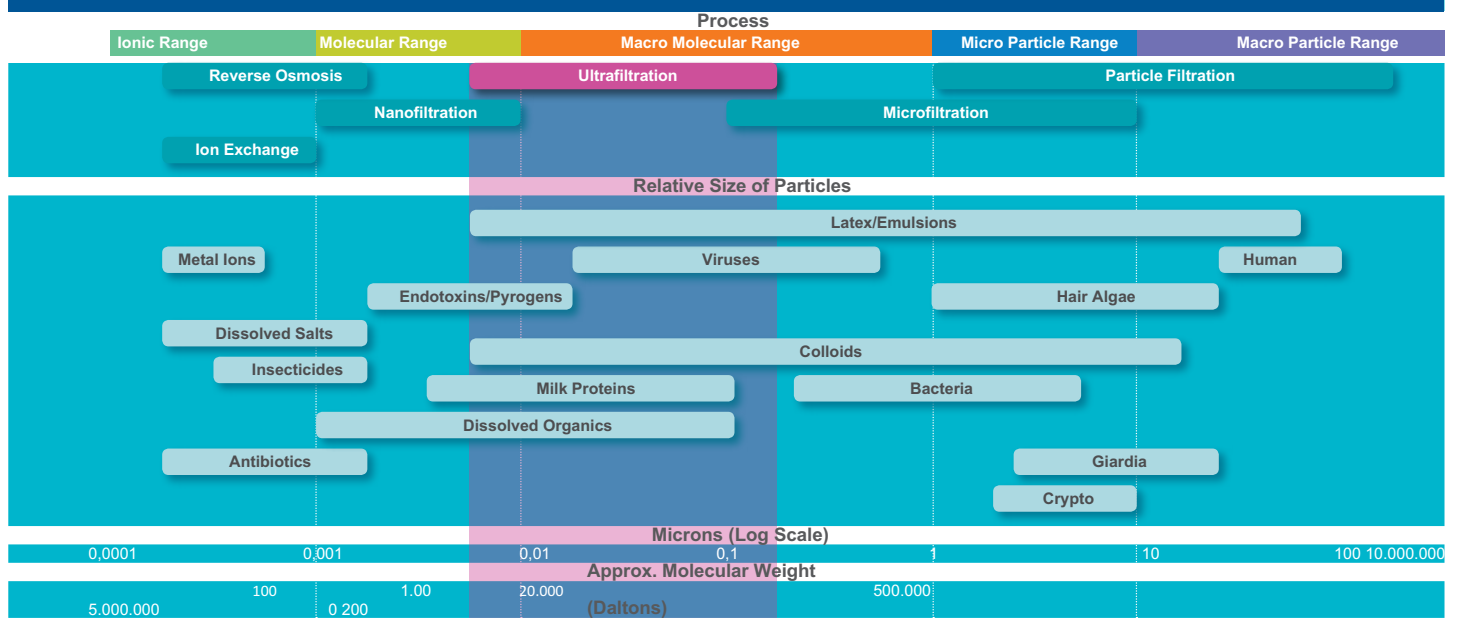 Process
Ionic Range Molecular Range Macro Molecular Range Micro Particle Range Macro Particle Range
Reverse Osmosis Ultrafiltration Particle Filtration
Nanofiltration Microfiltration
Ion Exchange
Relative Size of Particles
Latex/Emulsions
Metal Ions Viruses Human
Endotoxins/Pyrogens Hair Algae
Dissolved Salts
Colloids
Insecticides
Milk Proteins Bacteria
Dissolved Organics
Antibiotics Giardia
Crypto
Microns (Log Scale)
0,0001 0,001 0,01 0,1 1 10 100 10.000.000
Approx. Molecular Weight
100 1.00 20.000 500.000
5.000.000 0 200 (Daltons)